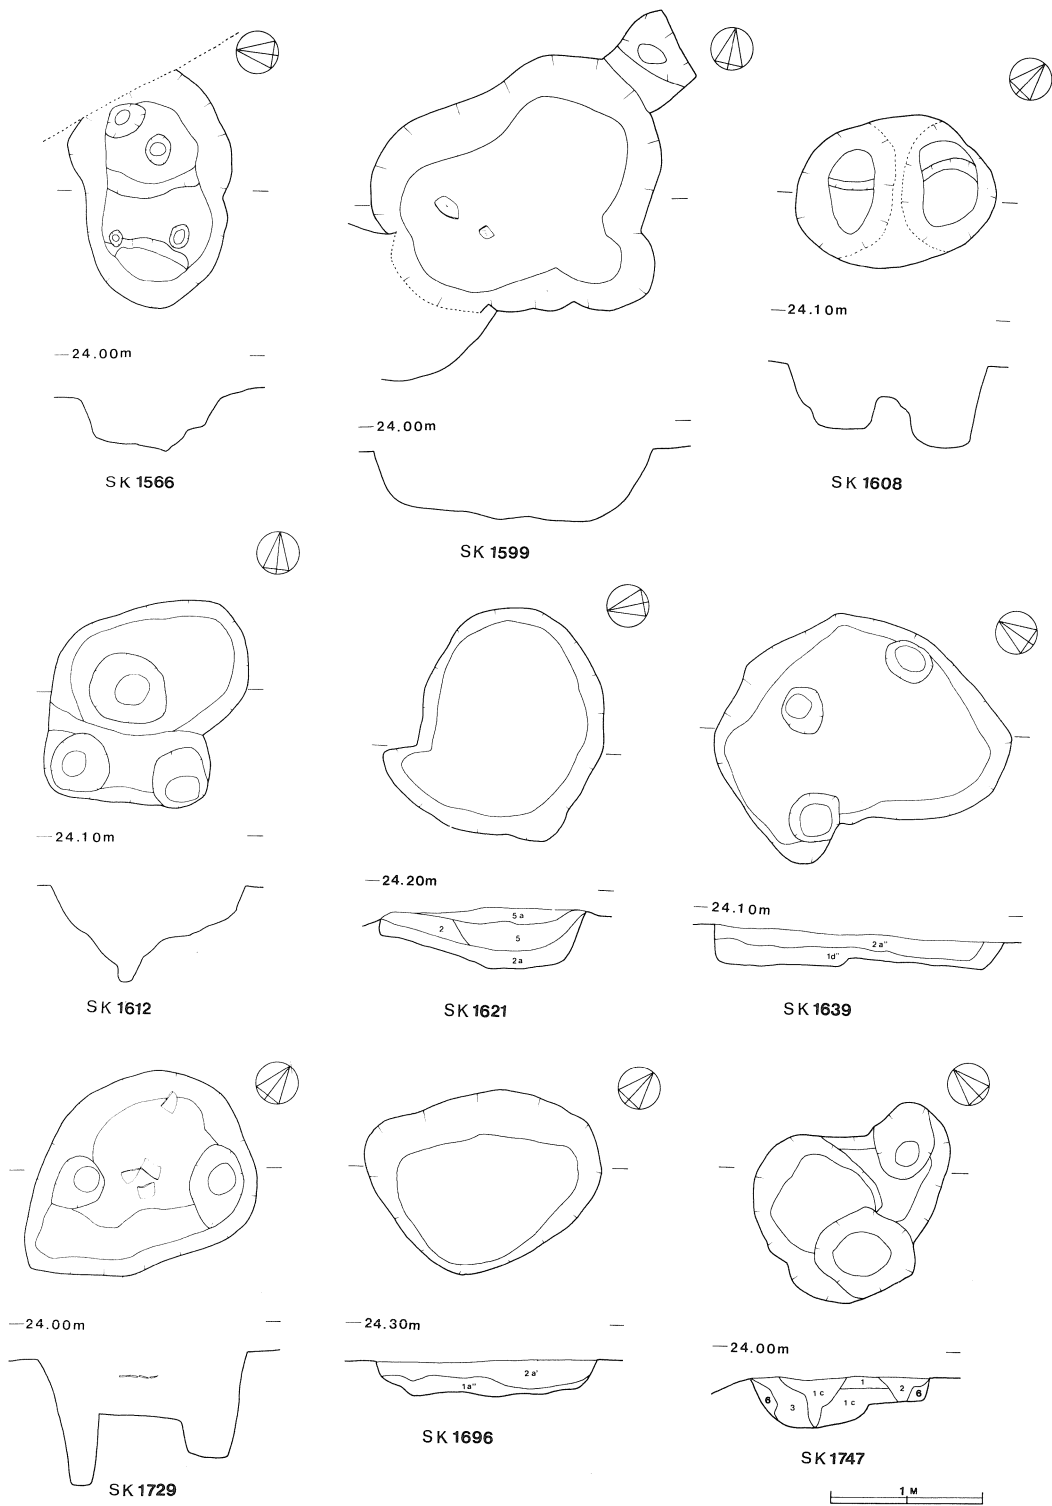 24.00m
SK 1566
24.00m
SK 1599
24.10m
SK 1608
24.10m
SK 1612
24.20m
5a
2
5
2a
SK 1621
24.10m
2a"
1d"
SK 1639
24.00m
SK 1729
24.30m
2a'
1a"
SK 1696
24.00m
6
3
1c
1
1c
2
6
SK 1747
1 M